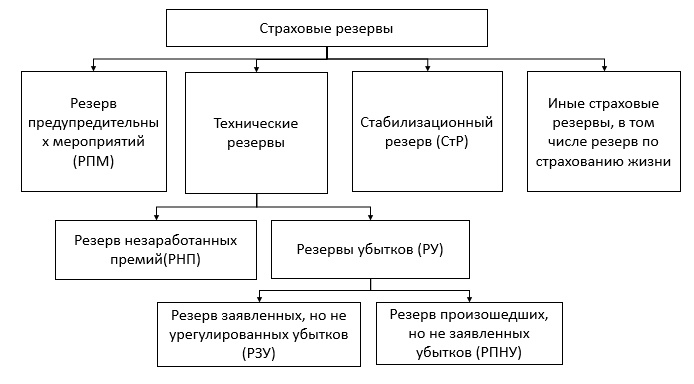 Страховые резервы
Резерв
предупредительны
х мероприятий
(РПМ)
Технические
резервы
Стабилизационный
резерв (СтР)
Иные страховые
резервы, в том
числе резерв по
страхованию жизни
Резерв незаработанных
премий(РНП)
Резервы убытков (РУ)
Резерв заявленных, но не
урегулированных убытков
(РЗУ)
Резерв произошедших,
но не заявленных
убытков (РПНУ)